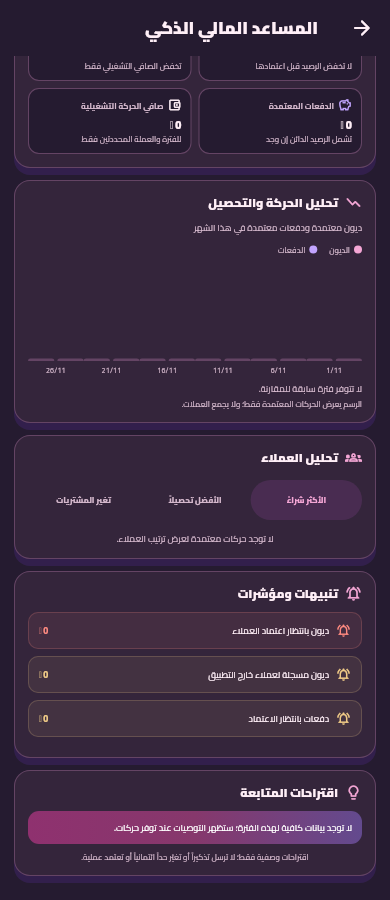 المساعد المالي الذكي
لا تخفض الرصيد قبل اعتمادها
تخفض الصافي التشغيلي فقط
الدفعات المعتمدة
0
تشمل الرصيد الدائن إن وجد
صافي الحركة التشغيلية
0
للفترة والعملة المحددتين فقط
تحليل الحركة والتحصيل
ديون معتمدة ودفعات معتمدة في هذا الشهر
الديون
الدفعات
1/11
6/11
11/11
16/11
21/11
26/11
لا تتوفر فترة سابقة للمقارنة.
الرسم يعرض الحركات المعتمدة فقط؛ ولا يجمع العملات.
تحليل العملاء
الأكثر شراءً
الأفضل تحصيلاً
تغير المشتريات
لا توجد حركات معتمدة لعرض ترتيب العملاء.
تنبيهات ومؤشرات
ديون بانتظار اعتماد العملاء
0
ديون مسجلة لعملاء خارج التطبيق
0
دفعات بانتظار الاعتماد
0
اقتراحات المتابعة
لا توجد بيانات كافية لهذه الفترة؛ ستظهر التوصيات عند توفر حركات.
اقتراحات وصفية فقط؛ لا ترسل تذكيراً أو تغيّر حداً ائتمانياً أو تعتمد عملية.